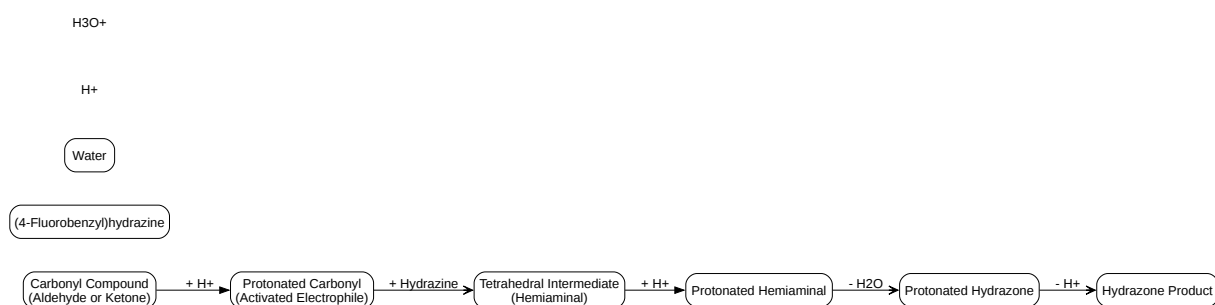 H3O+
H+
Water
(4-Fluorobenzyl)hydrazine
Carbonyl Compound
(Aldehyde or Ketone)
+ H+
Protonated Carbonyl
(Activated Electrophile)
+ Hydrazine
Tetrahedral Intermediate
(Hemiaminal)
+ H+
Protonated Hemiaminal
- H2O
Protonated Hydrazone
- H+
Hydrazone Product